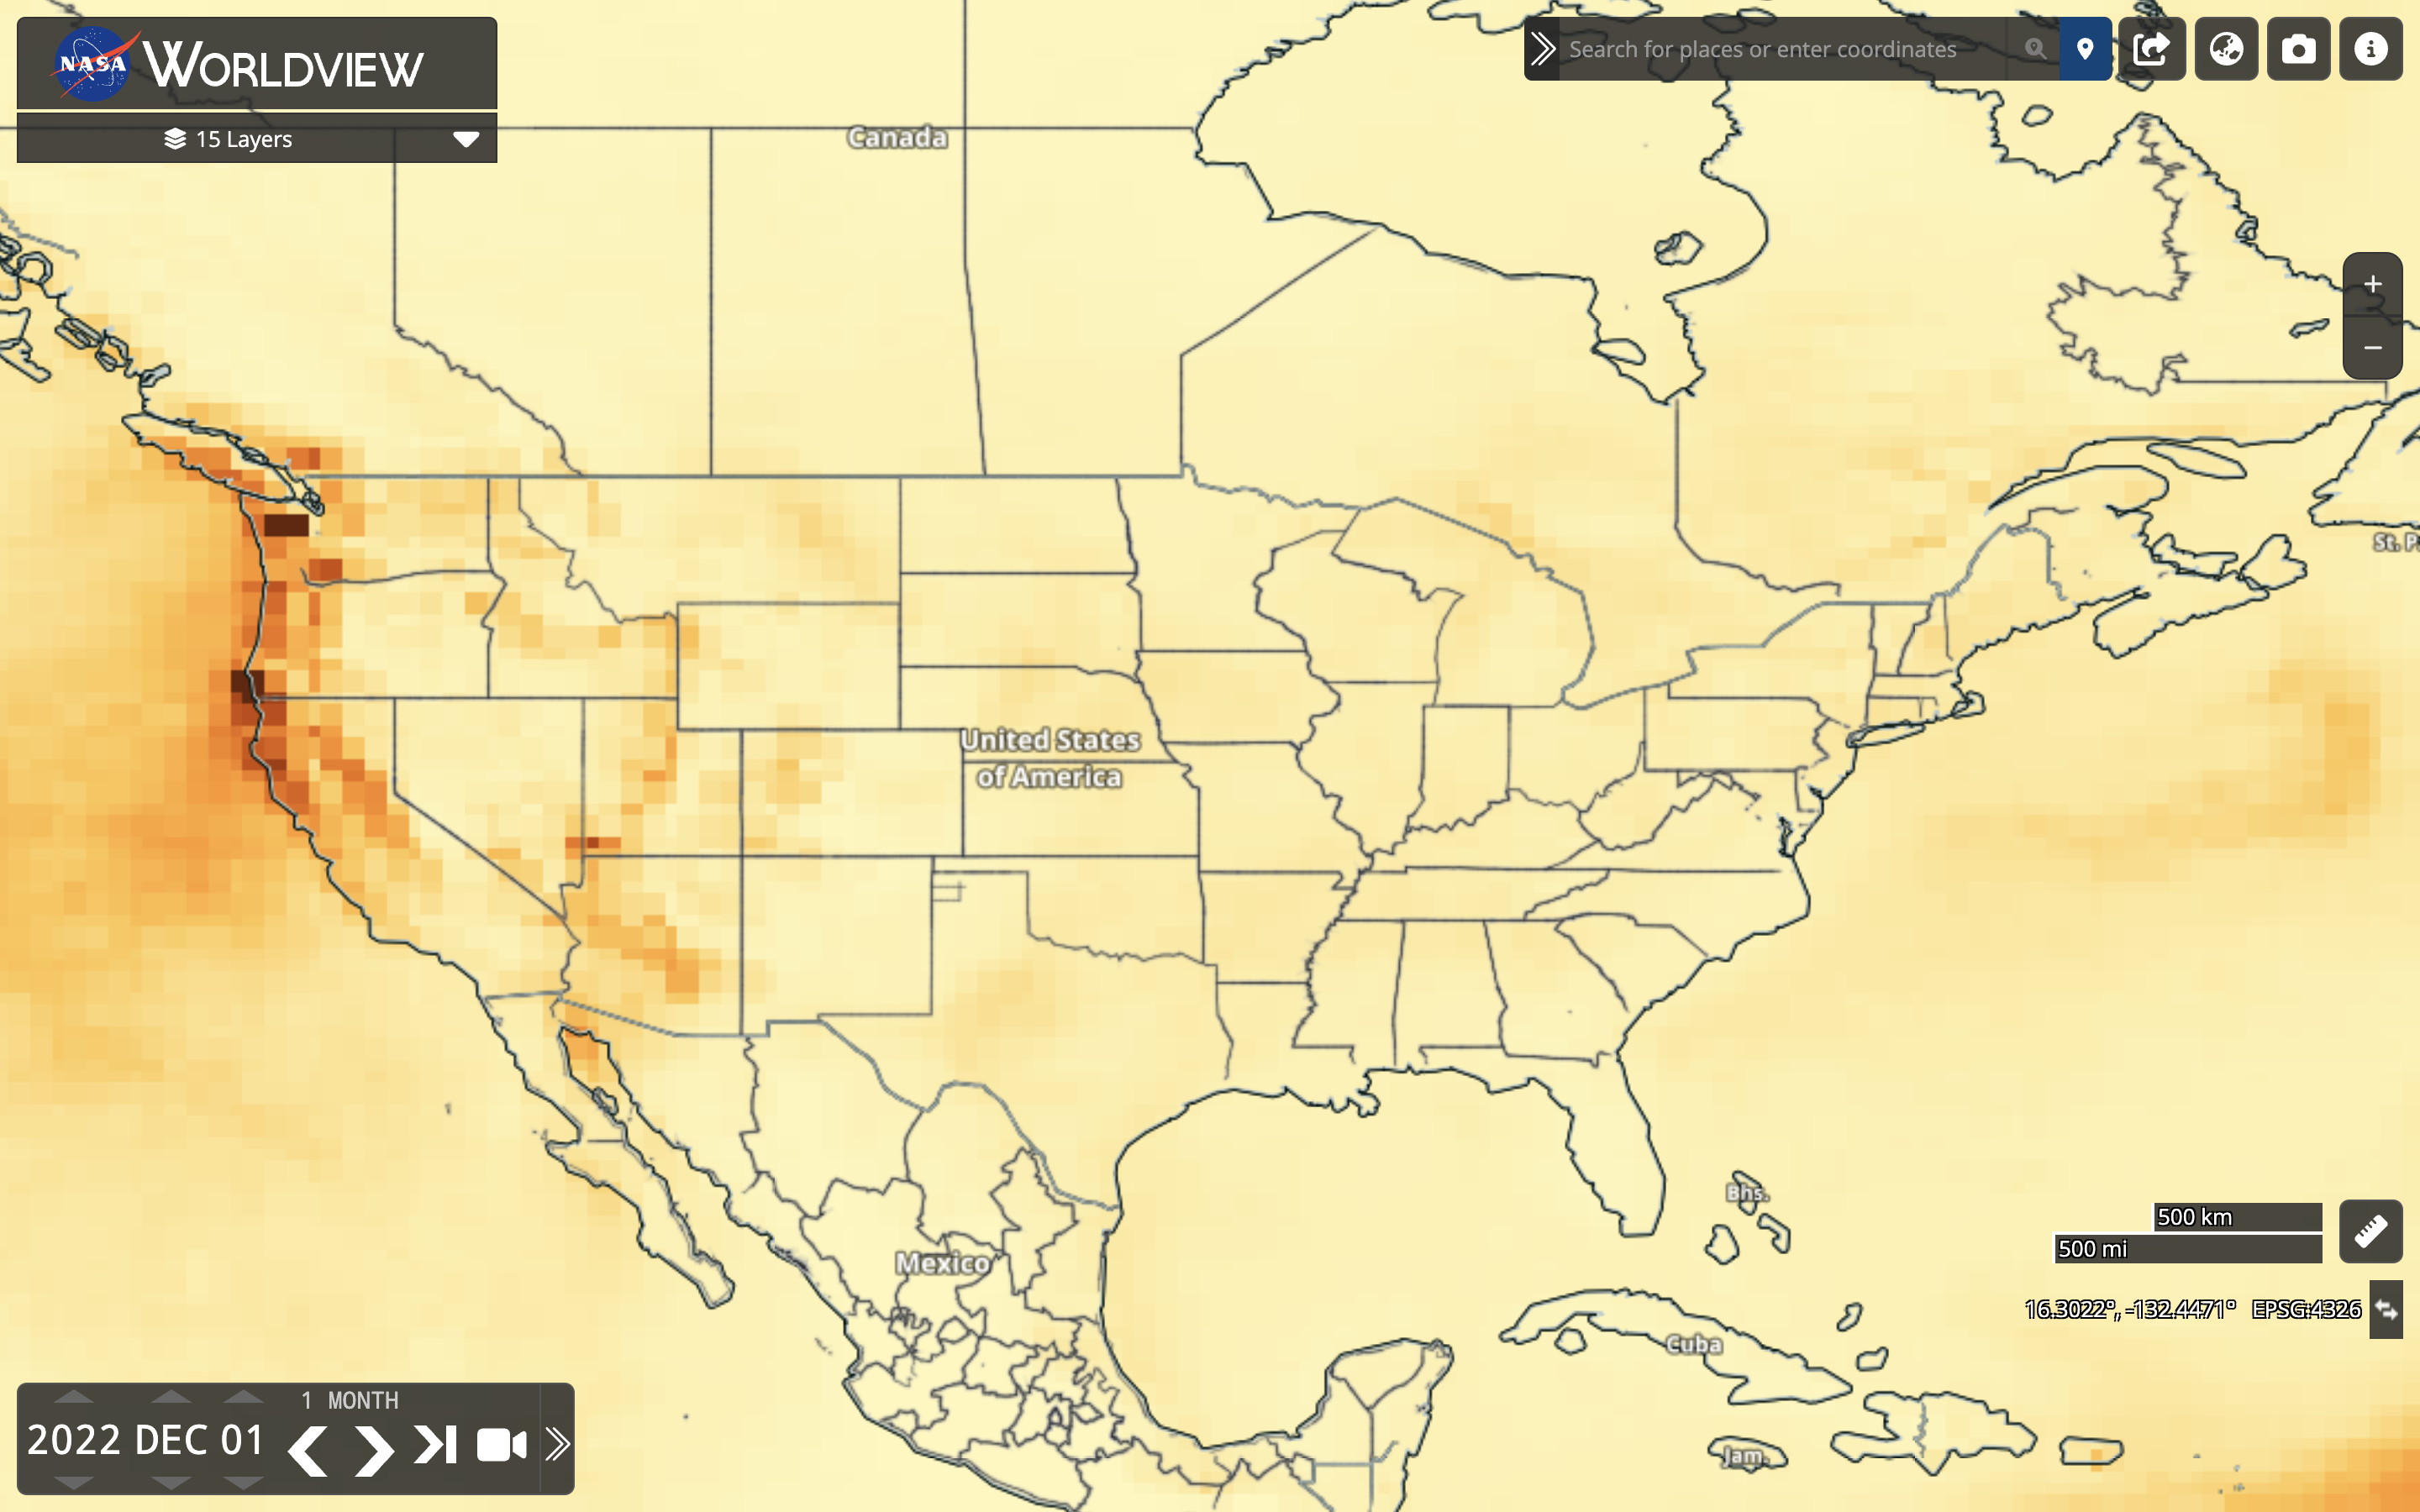 NASA WORLDVIEW
15 Layers
Search for places or enter coordinates
Canada
St. P
United States
of America
Bhs.
500 km
500 mi
Mexico
16.3022°, -132.4471° EPSG:4326
Cuba
Jam.
1 MONTH
2022 DEC 01